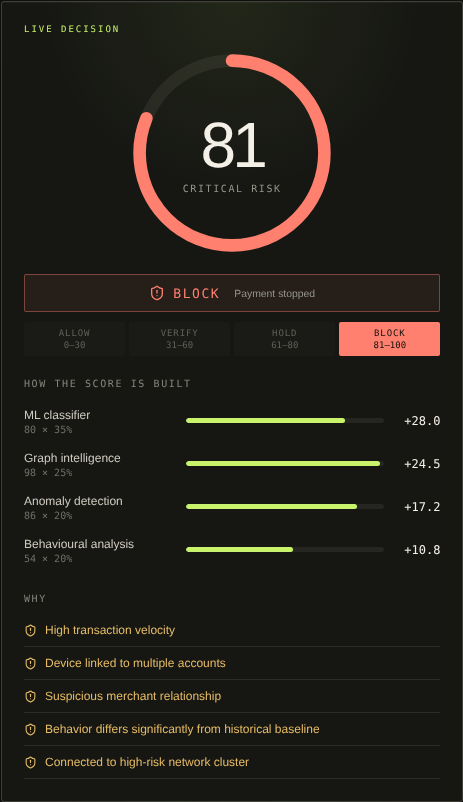 LIVE DECISION
81
CRITICAL RISK
BLOCK Payment stopped
ALLOW VERIFY HOLD BLOCK
0–30 31–60 61–80 81–100
HOW THE SCORE IS BUILT
ML classifier
80 × 35% +28.0
Graph intelligence
98 × 25% +24.5
Anomaly detection
86 × 20% +17.2
Behavioural analysis
54 × 20% +10.8
WHY
High transaction velocity
Device linked to multiple accounts
Suspicious merchant relationship
Behavior differs significantly from historical baseline
Connected to high-risk network cluster